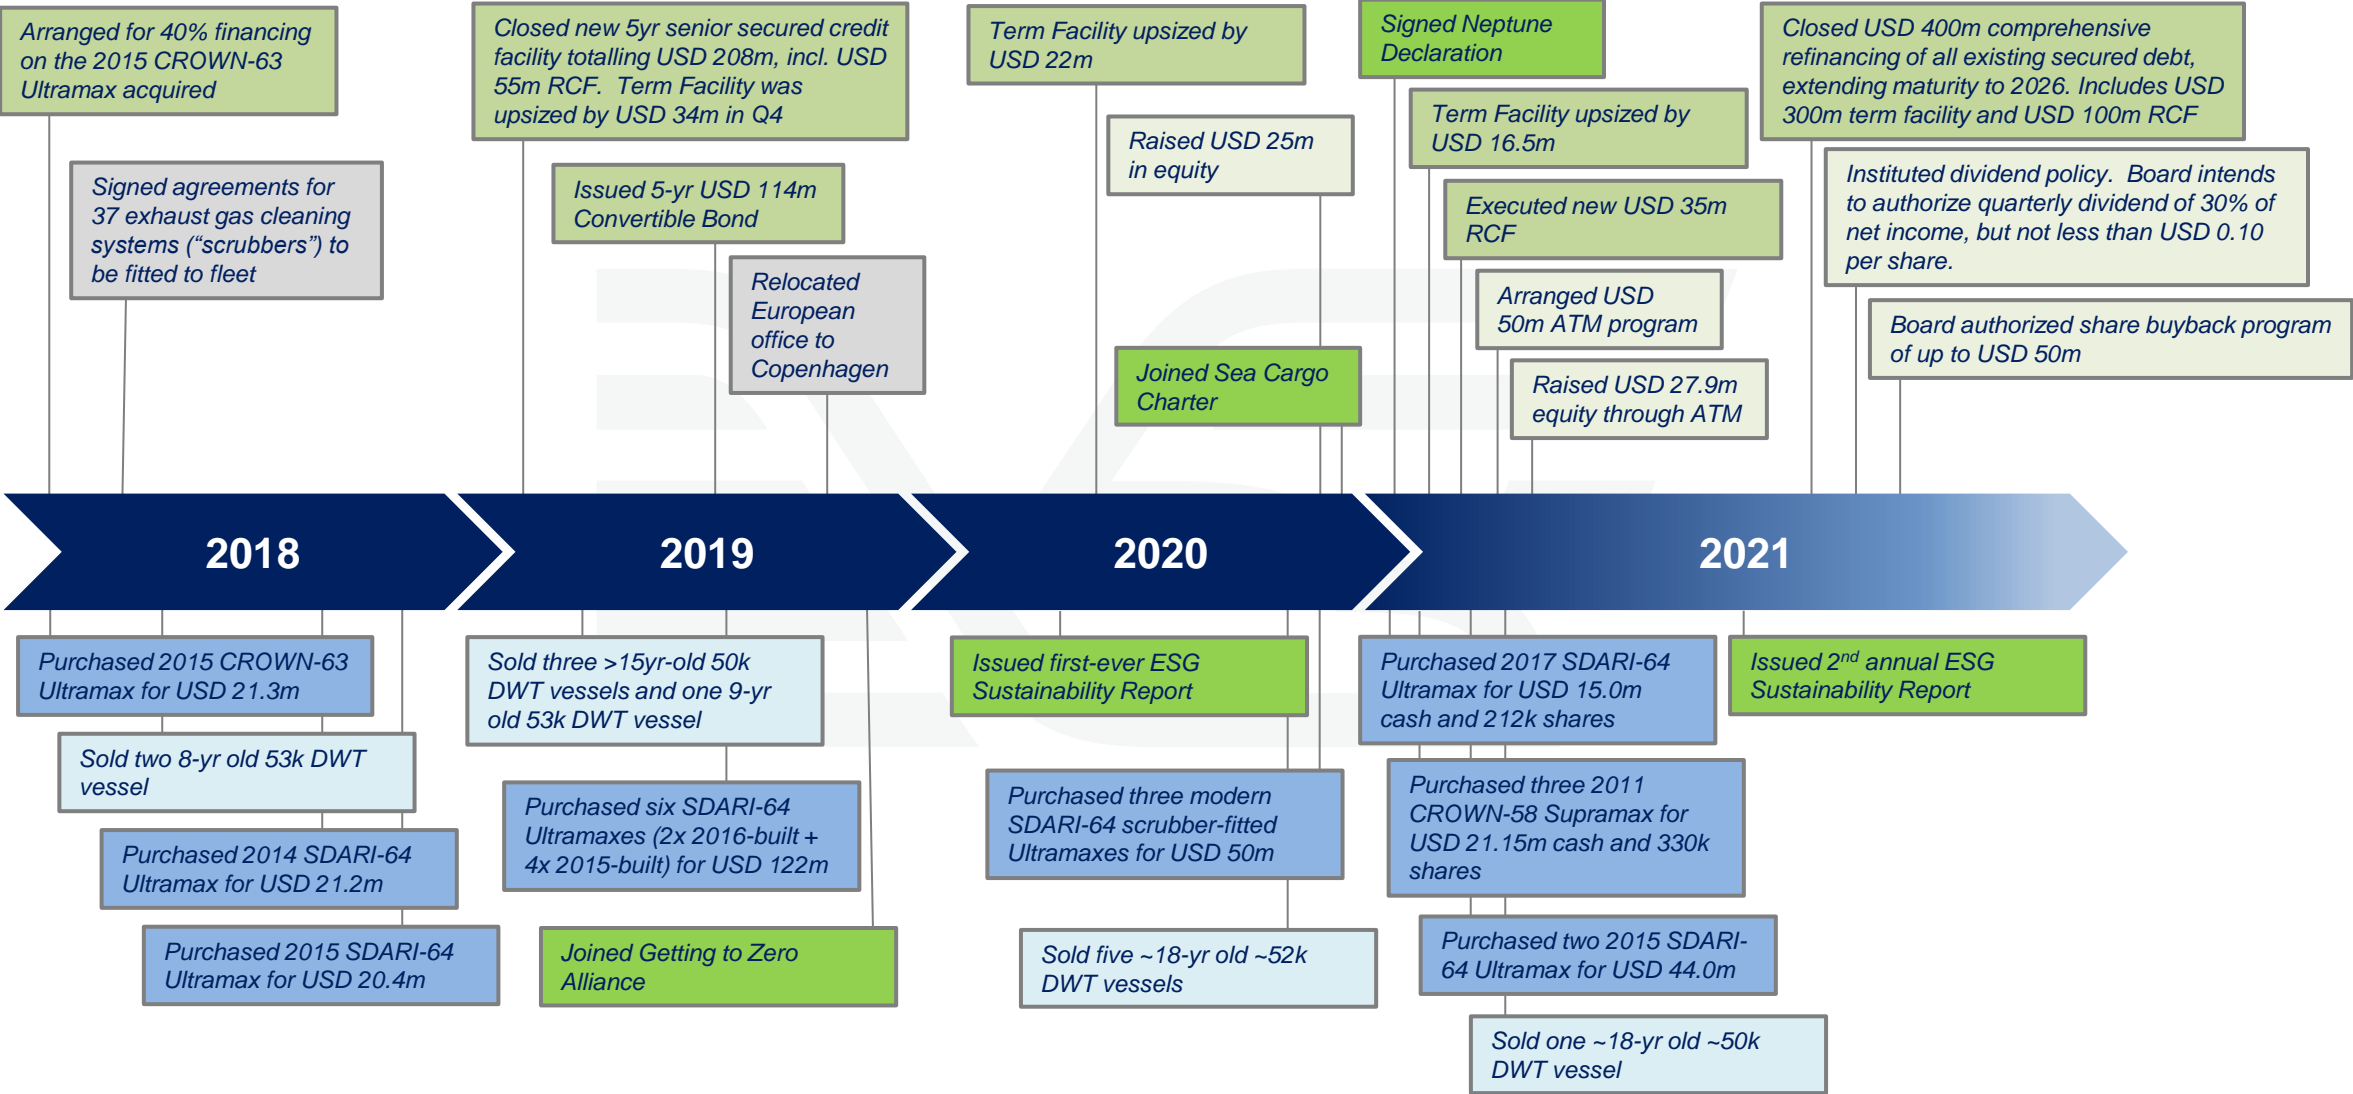 Arranged for 40% financing
on the 2015 CROWN-63
Ultramax acquired
Signed agreements for
37 exhaust gas cleaning
systems (“scrubbers”) to
be fitted to fleet
Closed new 5yr senior secured credit
facility totalling USD 208m, incl. USD
55m RCF.  Term Facility was
upsized by USD 34m in Q4
Issued 5-yr USD 114m
Convertible Bond
Relocated
European
office to
Copenhagen
Term Facility upsized by
USD 22m
Raised USD 25m
in equity
Joined Sea Cargo
Charter
Signed Neptune
Declaration
Term Facility upsized by
USD 16.5m
Executed new USD 35m
RCF
Arranged USD
50m ATM program
Raised USD 27.9m
equity through ATM
Closed USD 400m comprehensive
refinancing of all existing secured debt,
extending maturity to 2026. Includes USD
300m term facility and USD 100m RCF
Instituted dividend policy.  Board intends
to authorize quarterly dividend of 30% of
net income, but not less than USD 0.10
per share.
Board authorized share buyback program
of up to USD 50m
2018
2019
2020
2021
Purchased 2015 CROWN-63
Ultramax for USD 21.3m
Sold two 8-yr old 53k DWT
vessel
Purchased 2014 SDARI-64
Ultramax for USD 21.2m
Purchased 2015 SDARI-64
Ultramax for USD 20.4m
Sold three >15yr-old 50k
DWT vessels and one 9-yr
old 53k DWT vessel
Purchased six SDARI-64
Ultramaxes (2x 2016-built +
4x 2015-built) for USD 122m
Joined Getting to Zero
Alliance
Issued first-ever ESG
Sustainability Report
Purchased three modern
SDARI-64 scrubber-fitted
Ultramaxes for USD 50m
Sold five ~18-yr old ~52k
DWT vessels
Purchased 2017 SDARI-64
Ultramax for USD 15.0m
cash and 212k shares
Purchased three 2011
CROWN-58 Supramax for
USD 21.15m cash and 330k
shares
Purchased two 2015 SDARI-
64 Ultramax for USD 44.0m
Sold one ~18-yr old ~50k
DWT vessel
Issued 2nd annual ESG
Sustainability Report